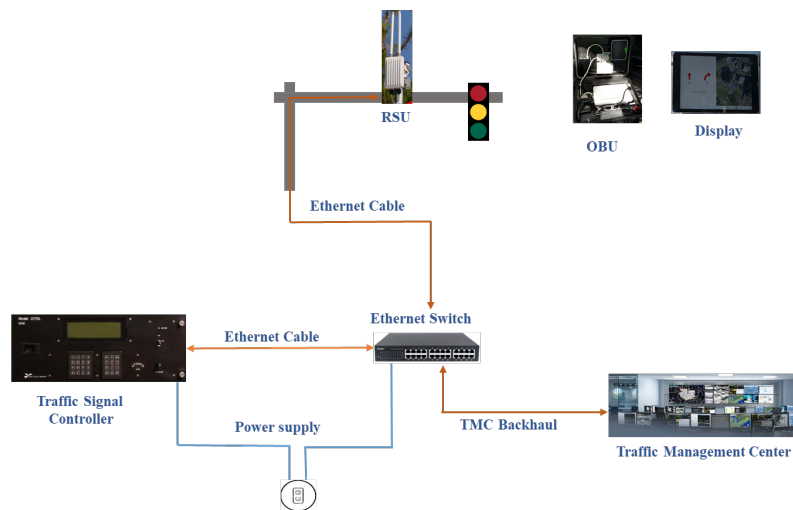 RSU
OBU
Display
Ethernet Cable
Ethernet Switch
Ethernet Cable
Traffic Signal
Controller
Power supply
TMC Backhaul
Traffic Management Center